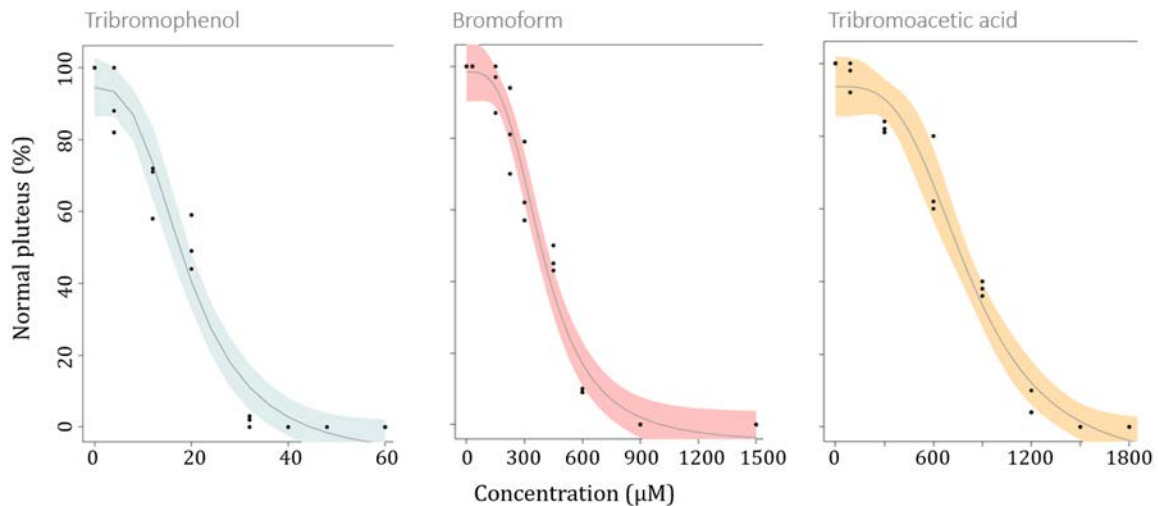 Tribromophenol Bromoform Tribromoacetic acid
Normal pluteus (%)
100
80
60
40
20
0
0 20 40 60 0 300 600 900 1200 1500 0 600 1200 1800
Concentration (µM)